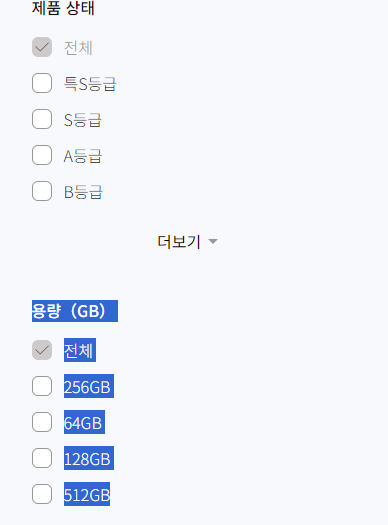 제품 상태
전체
특S등급
S등급
A등급
B등급
더보기
용량 (GB)
전체
256GB
64GB
128GB
512GB